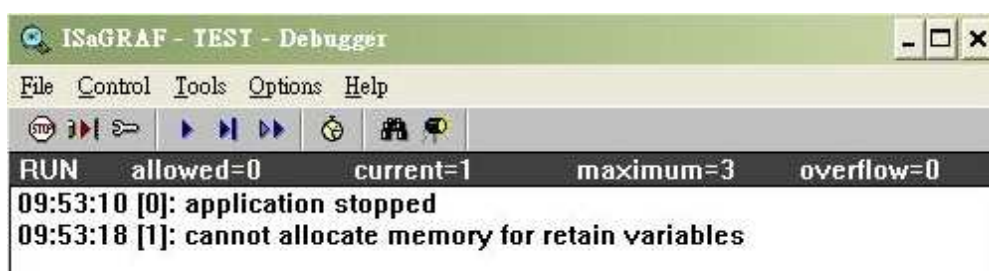 ISaGRAF - TEST - Debugger
File Control Tools Options Help
STOP
RUN allowed=0 current=1 maximum=3 overflow=0
09:53:10 [0]: application stopped
09:53:18 [1]: cannot allocate memory for retain variables